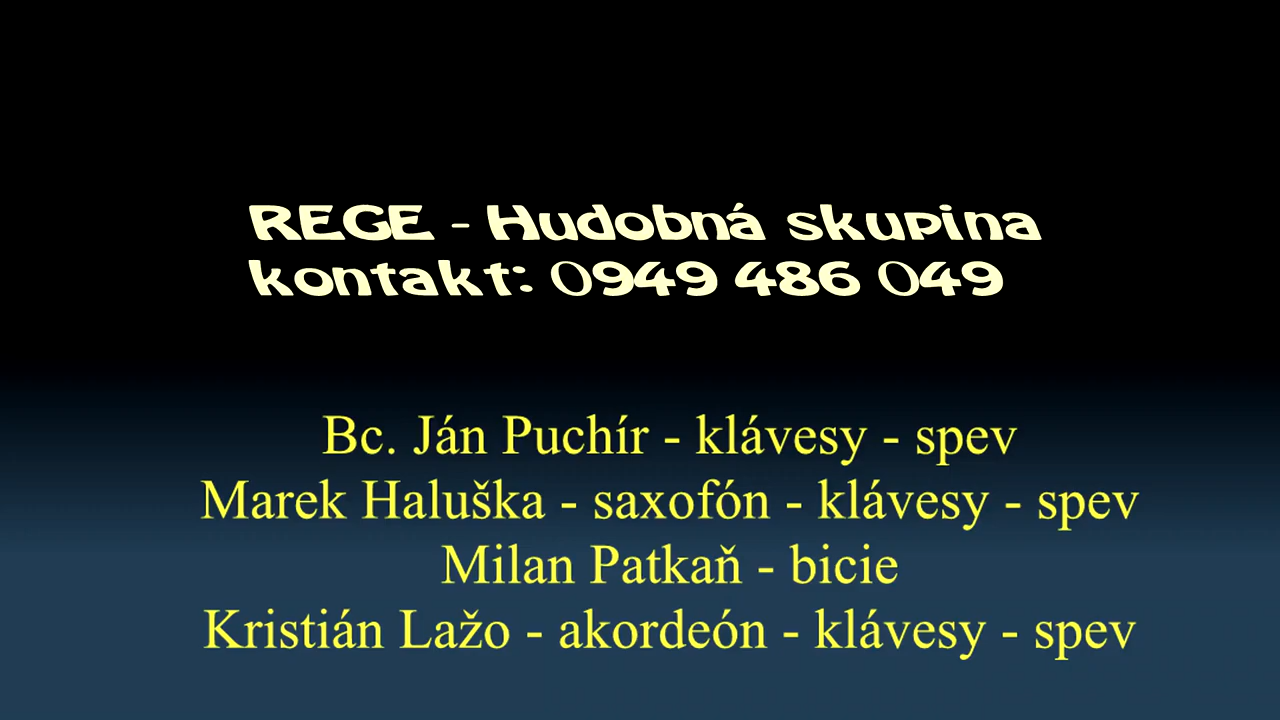 REGE - Hudobná skupina
kontakt: 0949 486 049
Bc. Ján Puchír - klávesy - spev
Marek Haluška - saxofón - klávesy - spev
Milan Patkaň - bicie
Kristián Lažo - akordeón - klávesy - spev